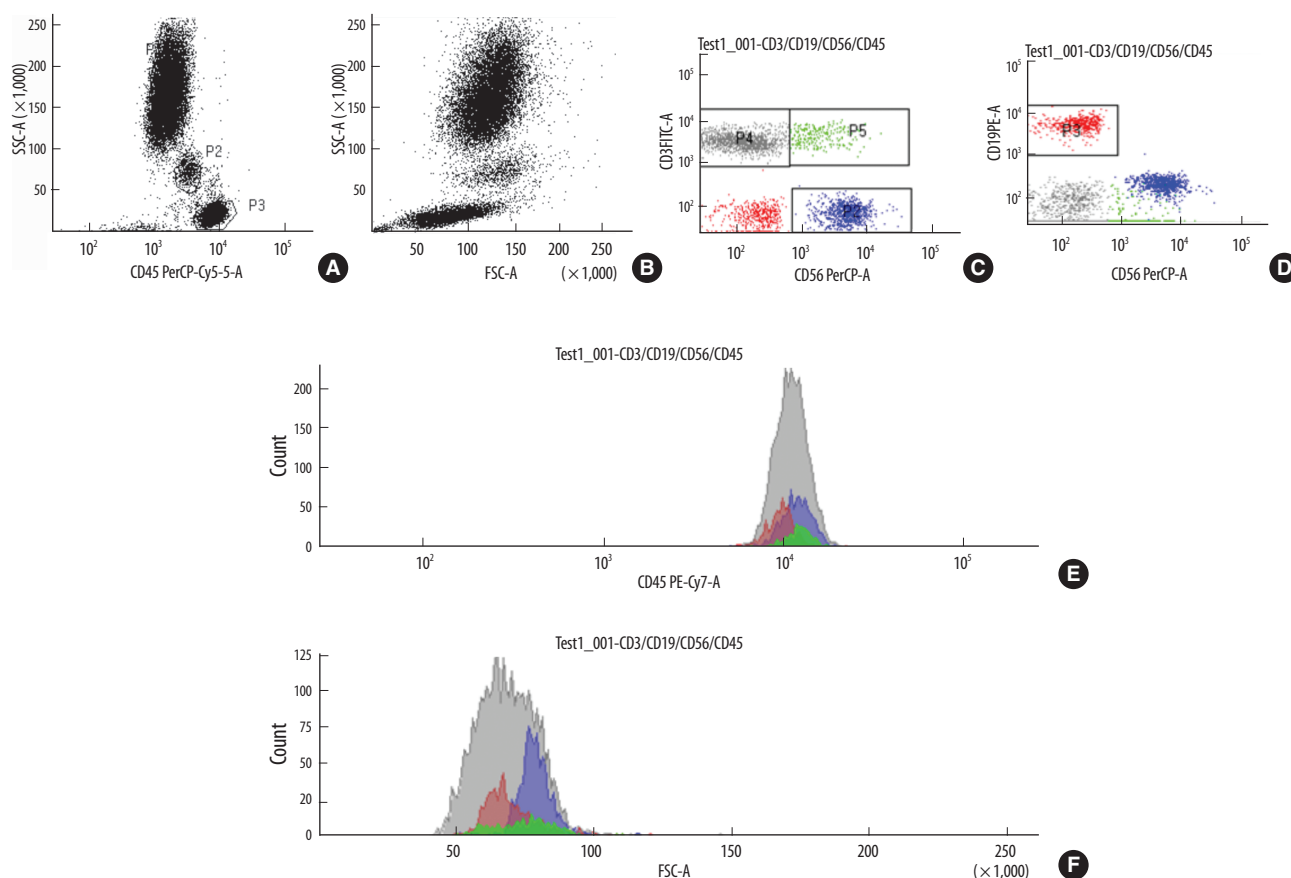 250
200
150
100
50
SSC-A (×1,000)
P
P2
P3
10²
10³
10⁴
10⁵
CD45 PerCP-Cy5-5-A
A
250
200
150
100
50
SSC-A (×1,000)
50
100
150
200
250
FSC-A
(×1,000)
B
Test1_001-CD3/CD19/CD56/CD45
10⁵
10⁴
10³
10²
CD3FITC-A
P4
P5
P2
10²
10³
10⁴
10⁵
CD56 PerCP-A
C
Test1_001-CD3/CD19/CD56/CD45
10⁵
10⁴
10³
10²
CD19PE-A
P3
10²
10³
10⁴
10⁵
CD56 PerCP-A
D
Test1_001-CD3/CD19/CD56/CD45
200
150
100
50
0
Count
10²
10³
10⁴
10⁵
CD45 PE-Cy7-A
E
Test1_001-CD3/CD19/CD56/CD45
125
100
75
50
20
0
Count
50
100
150
200
250
FSC-A
(×1,000)
F